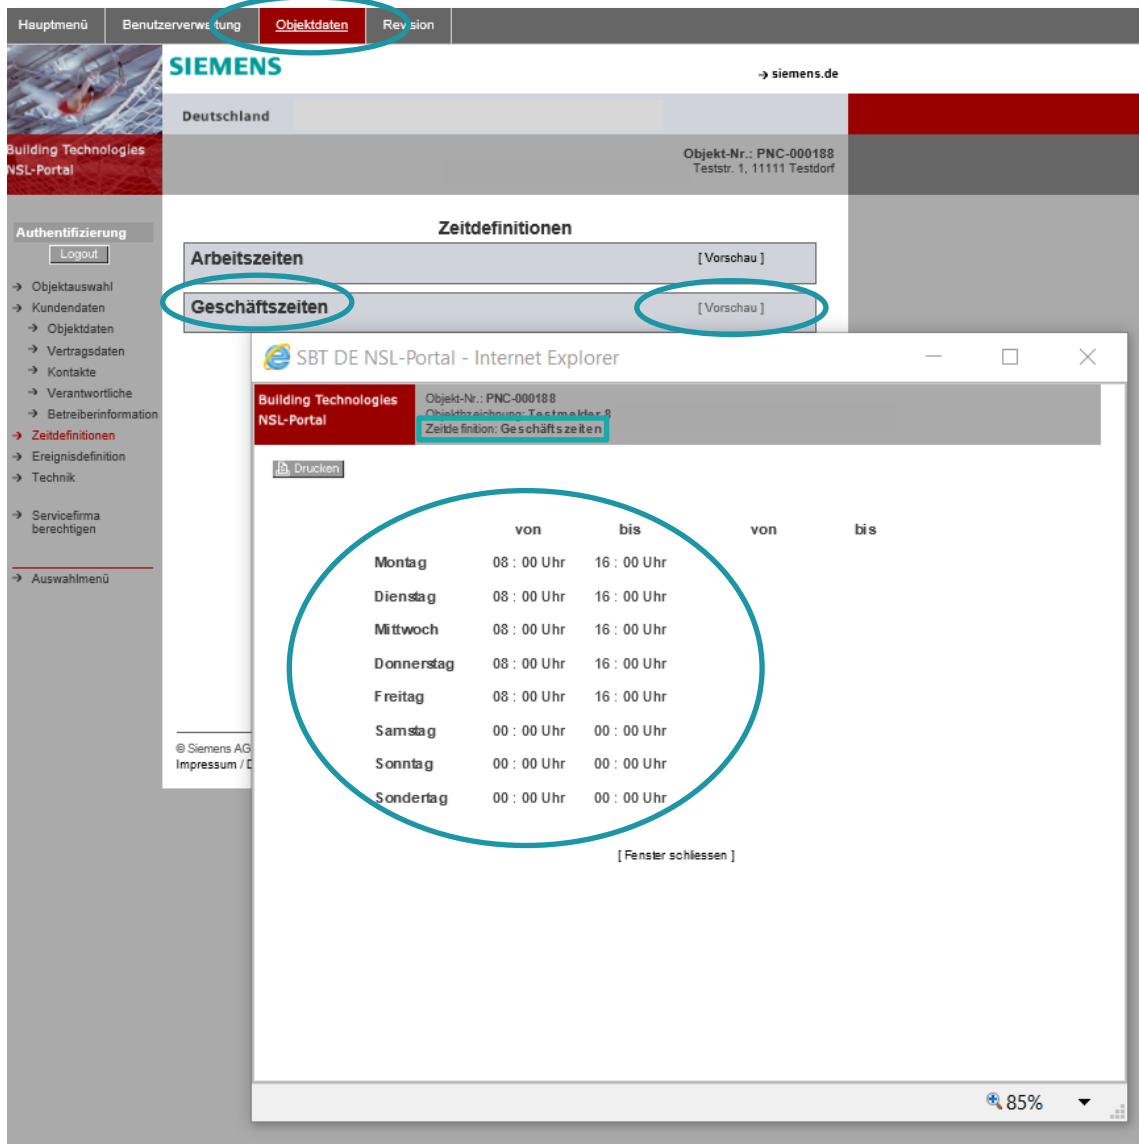 Hauptmenü Benutzerverwaltung Objektdaten Revision
SIEMENS
→ siemens.de
Deutschland
Building Technologies
NSL-Portal
Objekt-Nr.: PNC-000188
Teststr. 1, 11111 Testdorf
Authentifizierung
Logout
→ Objektauswahl
→ Kundendaten
→ Objektdaten
→ Vertragsdaten
→ Kontakte
→ Verantwortliche
→ Betreiberinformation
→ Zeitdefinitionen
→ Ereignisdefinition
→ Technik
→ Servicefirma
berechtigen
→ Auswahlmenü
Zeitdefinitionen
Arbeitszeiten [ Vorschau ]
Geschäftszeiten [ Vorschau ]
SBT DE NSL-Portal - Internet Explorer
Building Technologies
NSL-Portal
Objekt-Nr.: PNC-000188
Objektbzeichnung: Testmelder 8
Zeitdefinition: Geschäftszeiten
Drucken
von bis von bis
Montag 08 : 00 Uhr 16 : 00 Uhr
Dienstag 08 : 00 Uhr 16 : 00 Uhr
Mittwoch 08 : 00 Uhr 16 : 00 Uhr
Donnerstag 08 : 00 Uhr 16 : 00 Uhr
Freitag 08 : 00 Uhr 16 : 00 Uhr
Samstag 00 : 00 Uhr 00 : 00 Uhr
Sonntag 00 : 00 Uhr 00 : 00 Uhr
Sondertag 00 : 00 Uhr 00 : 00 Uhr
[ Fenster schliessen ]
© Siemens AG
Impressum /
85%